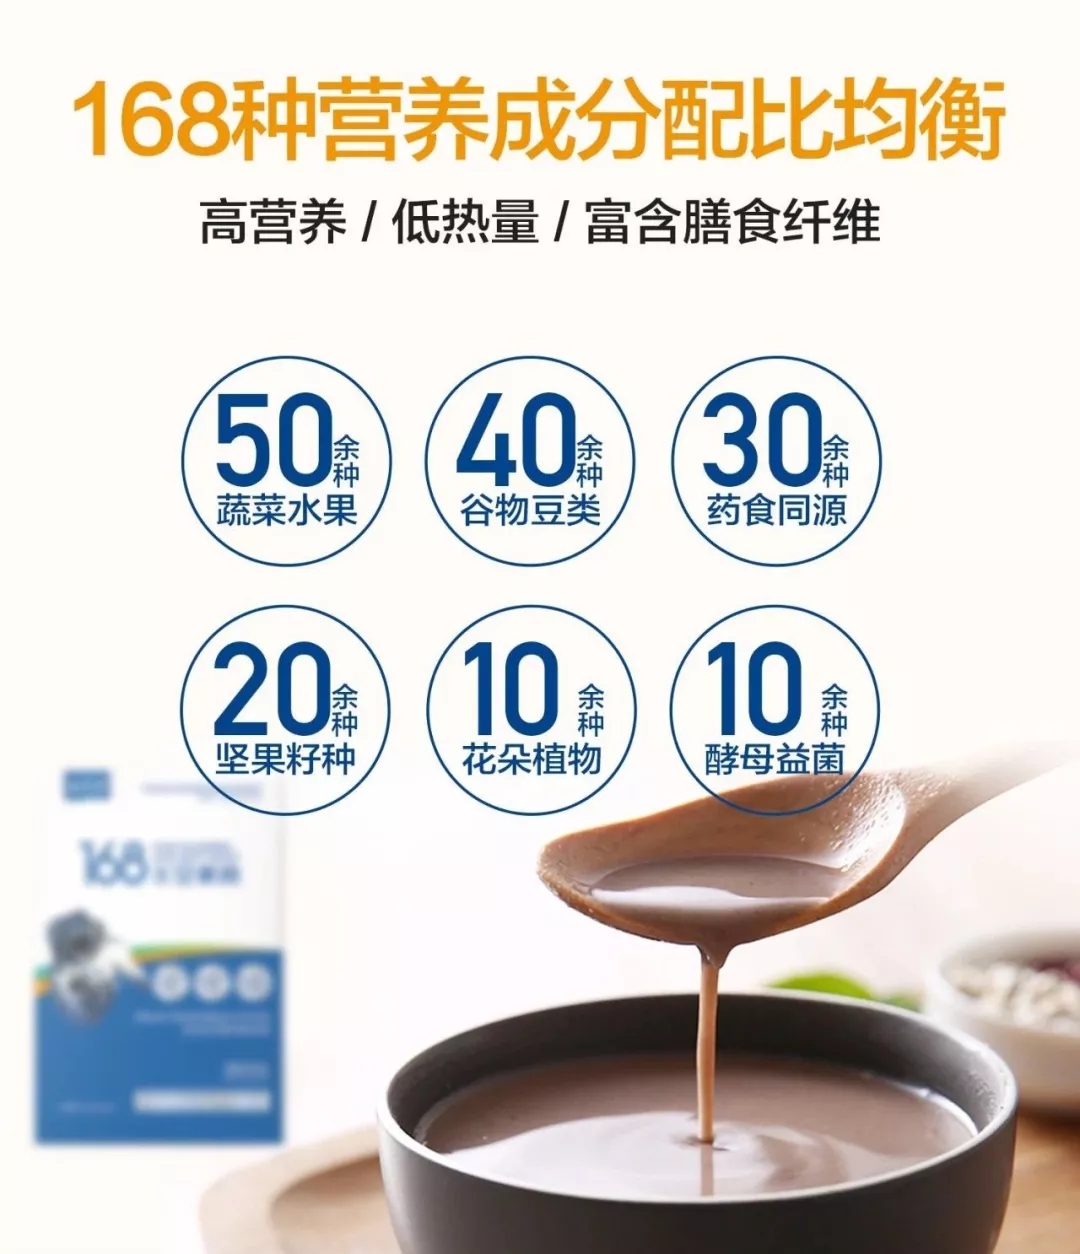 168种营养成分配比均衡
高营养 / 低热量 / 富含膳食纤维
50余种
蔬菜水果
40余种
谷物豆类
30余种
药食同源
20余种
坚果籽种
10余种
花朵植物
10余种
酵母益菌
168